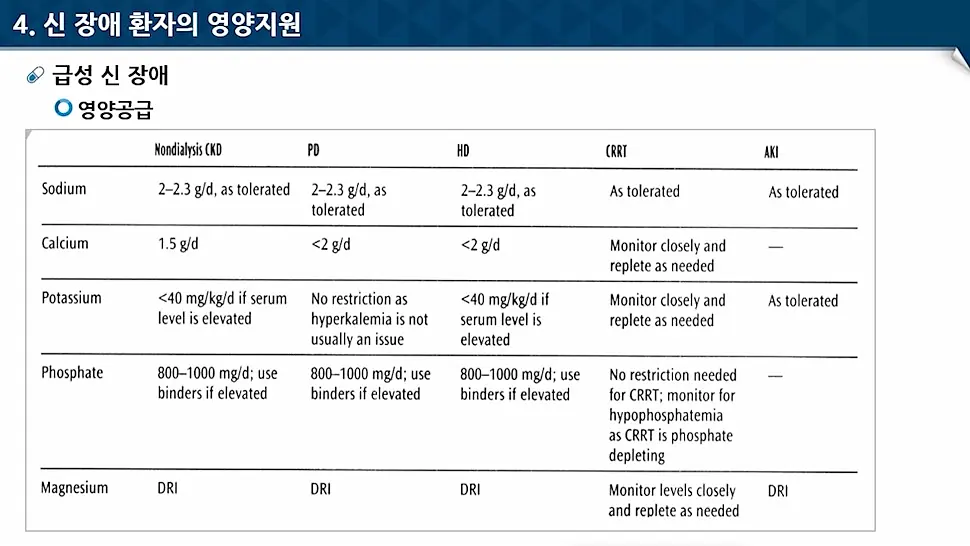 4. 신 장애 환자의 영양지원
급성 신 장애
영양공급
Nondialysis CKD PD HD CRRT AKI
Sodium 2–2.3 g/d, as tolerated 2–2.3 g/d, as tolerated 2–2.3 g/d, as tolerated As tolerated As tolerated
Calcium 1.5 g/d <2 g/d <2 g/d Monitor closely and replete as needed —
Potassium <40 mg/kg/d if serum level is elevated No restriction as hyperkalemia is not usually an issue <40 mg/kg/d if serum level is elevated Monitor closely and replete as needed As tolerated
Phosphate 800–1000 mg/d; use binders if elevated 800–1000 mg/d; use binders if elevated 800–1000 mg/d; use binders if elevated No restriction needed for CRRT; monitor for hypophosphatemia as CRRT is phosphate depleting —
Magnesium DRI DRI DRI Monitor levels closely and replete as needed DRI